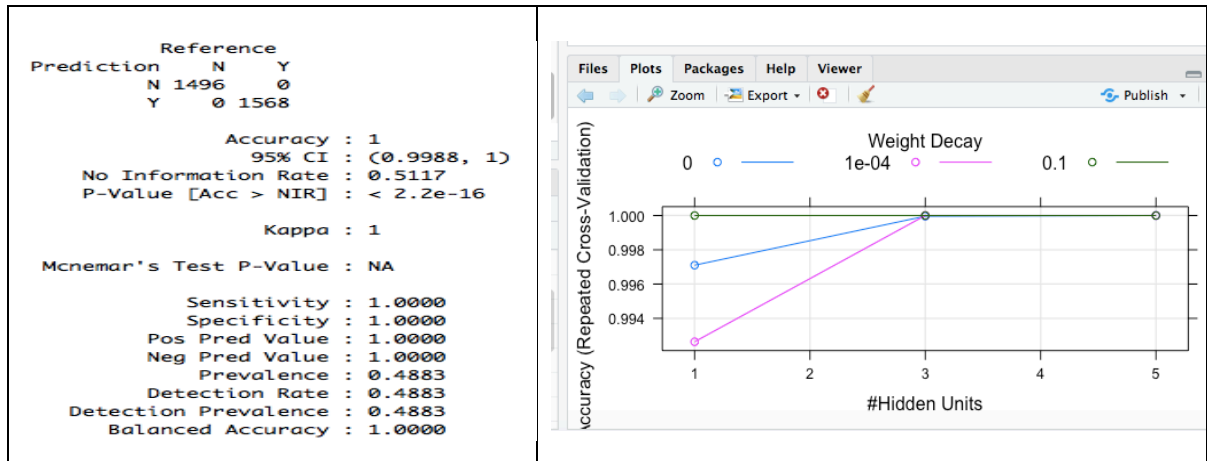 Reference
Prediction N Y
N 1496 0
Y 0 1568
Accuracy : 1
95% CI : (0.9988, 1)
No Information Rate : 0.5117
P-Value [Acc > NIR] : < 2.2e-16
Kappa : 1
Mcnemar's Test P-Value : NA
Sensitivity : 1.0000
Specificity : 1.0000
Pos Pred Value : 1.0000
Neg Pred Value : 1.0000
Prevalence : 0.4883
Detection Rate : 0.4883
Detection Prevalence : 0.4883
Balanced Accuracy : 1.0000
Files Plots Packages Help Viewer
Zoom Export Publish
Weight Decay
0 1e-04 0.1
Accuracy (Repeated Cross-Validation)
1.000
0.998
0.996
0.994
1 2 3 4 5
#Hidden Units